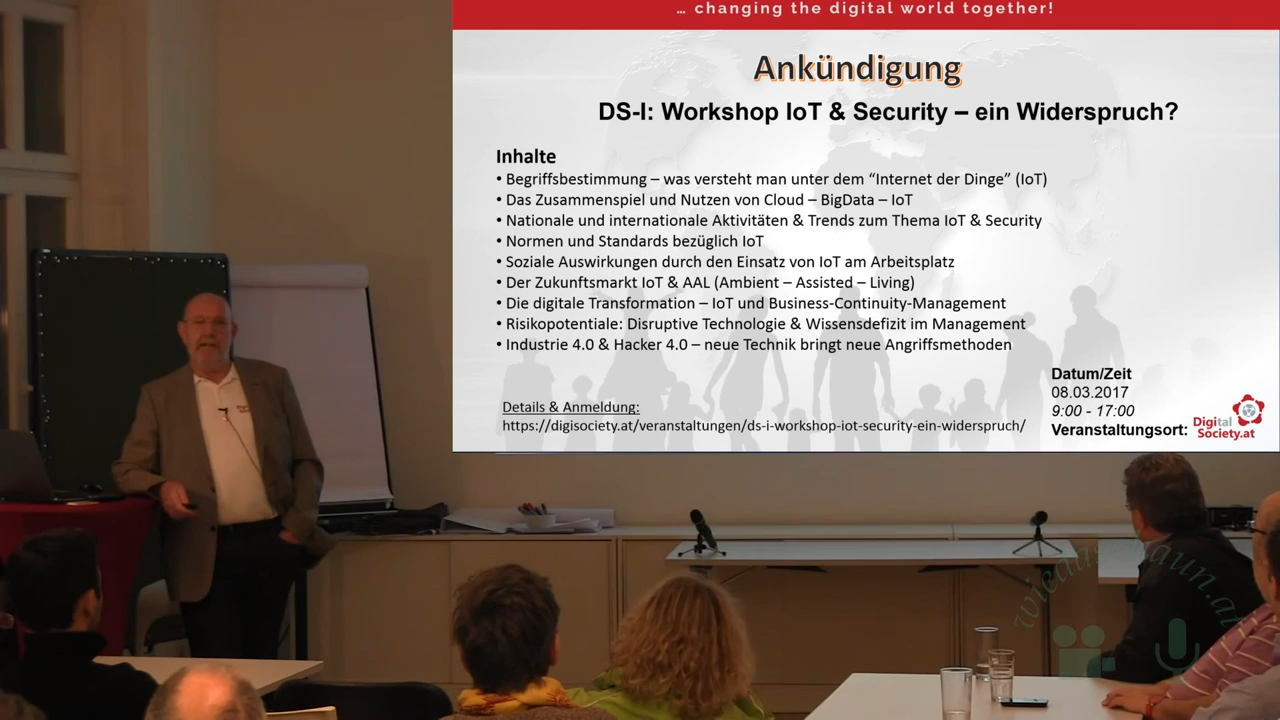 ... changing the digital world together!
Ankündigung
DS-I: Workshop IoT & Security – ein Widerspruch?
Inhalte
• Begriffsbestimmung – was versteht man unter dem “Internet der Dinge” (IoT)
• Das Zusammenspiel und Nutzen von Cloud – BigData – IoT
• Nationale und internationale Aktivitäten & Trends zum Thema IoT & Security
• Normen und Standards bezüglich IoT
• Soziale Auswirkungen durch den Einsatz von IoT am Arbeitsplatz
• Der Zukunftsmarkt IoT & AAL (Ambient – Assisted – Living)
• Die digitale Transformation – IoT und Business-Continuity-Management
• Risikopotentiale: Disruptive Technologie & Wissensdefizit im Management
• Industrie 4.0 & Hacker 4.0 – neue Technik bringt neue Angriffsmethoden
Details & Anmeldung:
https://digisociety.at/veranstaltungen/ds-i-workshop-iot-security-ein-widerspruch/
Datum/Zeit
08.03.2017
9:00 - 17:00
Veranstaltungsort:
Digital
Society.at